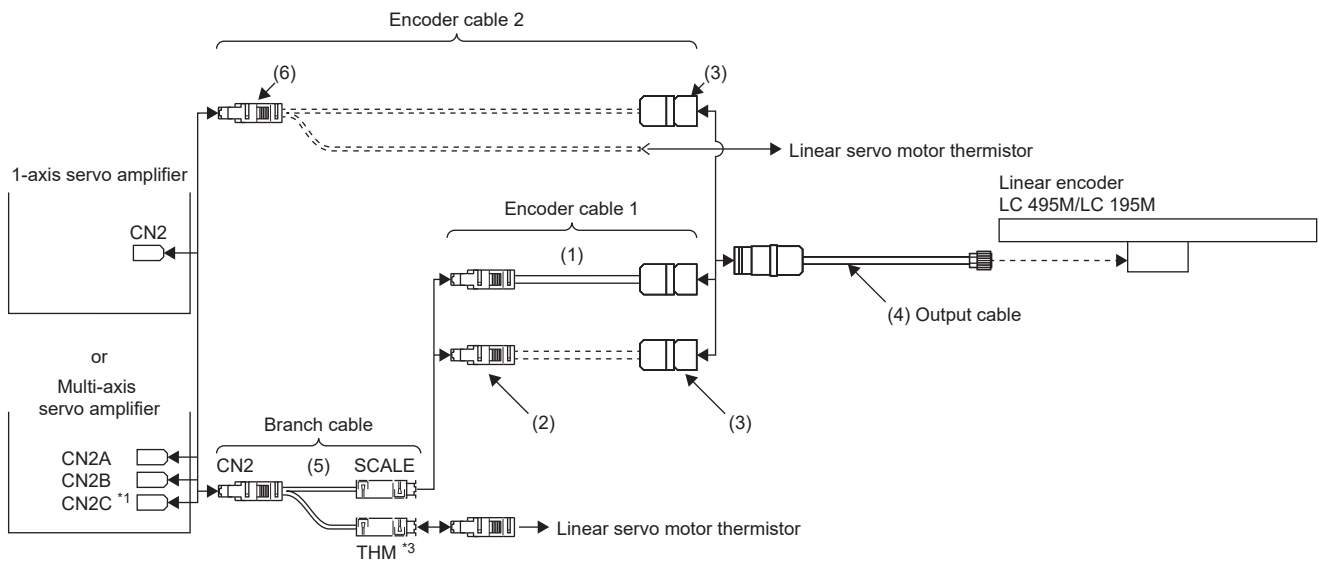 Encoder cable 2
(6)
(3)
Linear servo motor thermistor
1-axis servo amplifier
CN2
Linear encoder
LC 495M/LC 195M
Encoder cable 1
(1)
(4) Output cable
or
Multi-axis
servo amplifier
(2)
(3)
Branch cable
CN2
(5)
SCALE
CN2A
CN2B
CN2C *1
Linear servo motor thermistor
THM *3